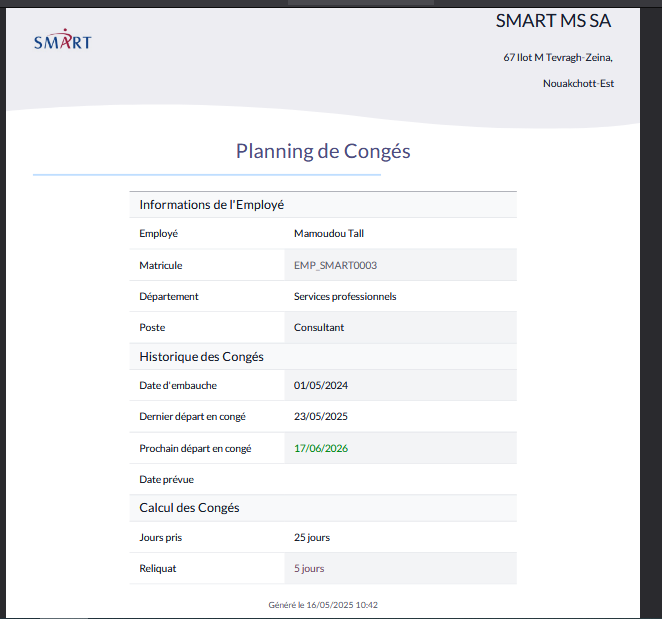 SMART
SMART MS SA
67 Ilot M Tevragh-Zeina,
Nouakchott-Est
Planning de Congés
Informations de l'Employé
Employé Mamoudou Tall
Matricule EMP_SMART0003
Département Services professionnels
Poste Consultant
Historique des Congés
Date d'embauche 01/05/2024
Dernier départ en congé 23/05/2025
Prochain départ en congé 17/06/2026
Date prévue
Calcul des Congés
Jours pris 25 jours
Reliquat 5 jours
Généré le 16/05/2025 10:42